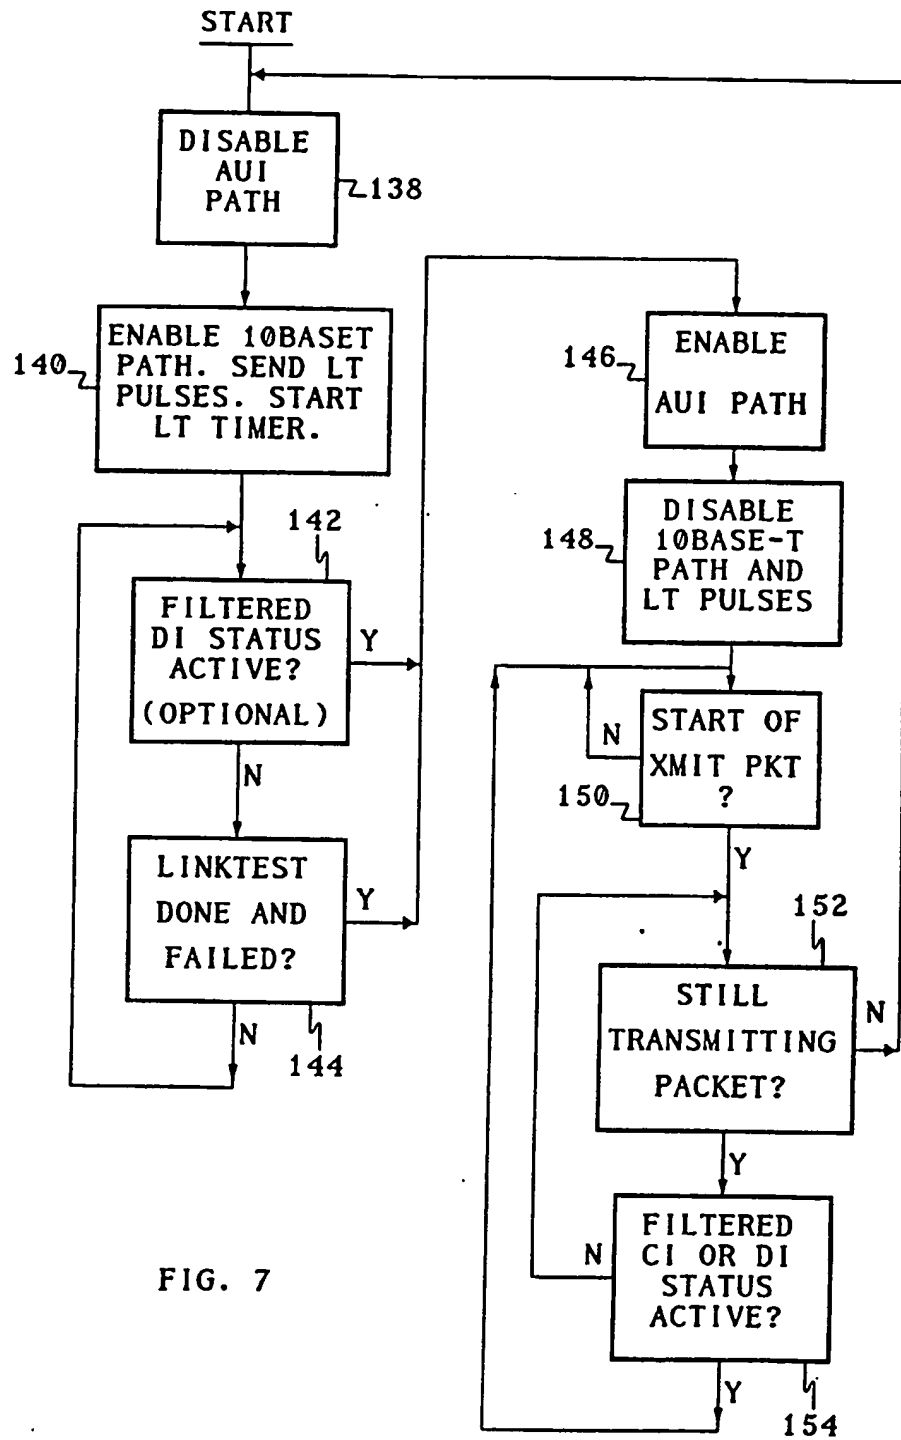 START
DISABLE
AUI
PATH
138
ENABLE 10BASET
PATH. SEND LT
PULSES. START
LT TIMER.
140
142
FILTERED
DI STATUS
ACTIVE?
(OPTIONAL)
Y
N
LINKTEST
DONE AND
FAILED?
Y
N
144
ENABLE
AUI PATH
146
DISABLE
10BASE-T
PATH AND
LT PULSES
148
START OF
XMIT PKT
?
N
150
Y
152
STILL
TRANSMITTING
PACKET?
N
Y
FILTERED
CI OR DI
STATUS
ACTIVE?
N
Y
154
FIG. 7